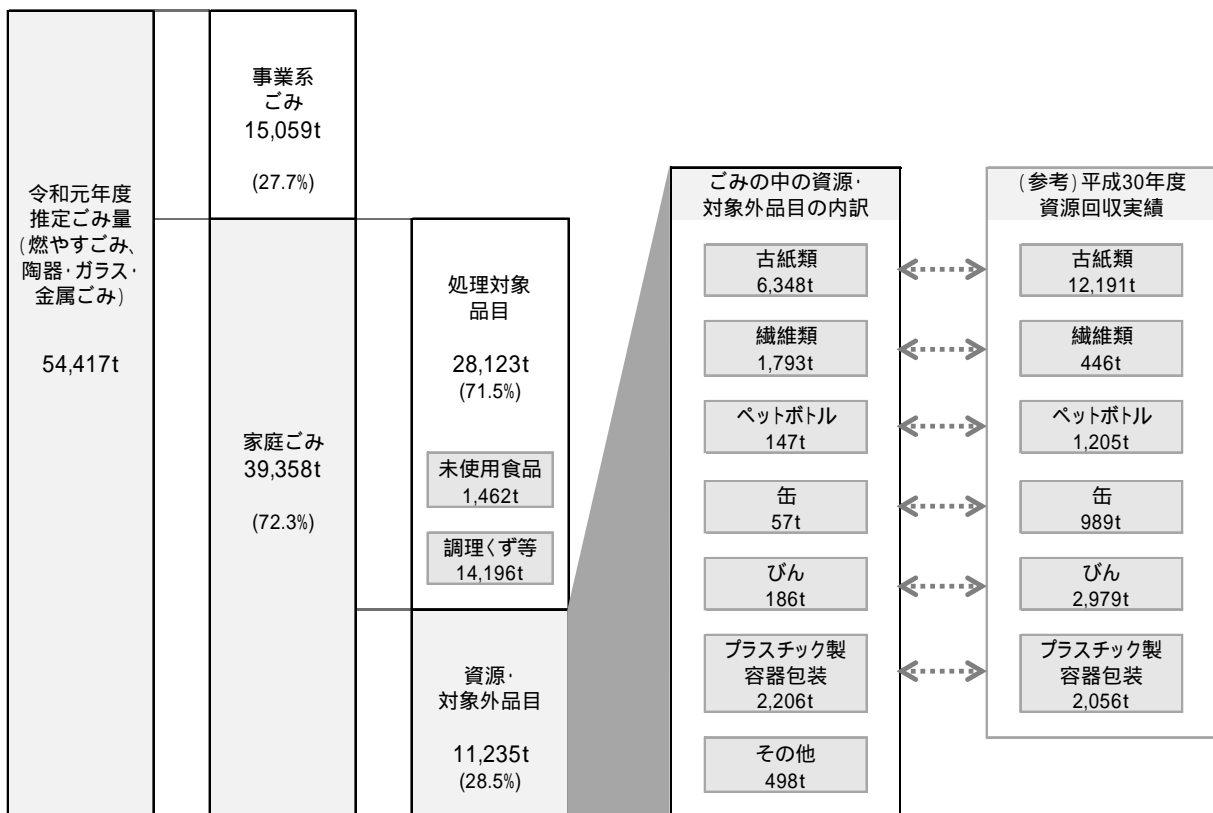 令和元年度
推定ごみ量
(燃やすごみ、
陶器・ガラス・
金属ごみ)
54,417t
事業系
ごみ
15,059t
(27.7%)
家庭ごみ
39,358t
(72.3%)
処理対象
品目
28,123t
(71.5%)
未使用食品
1,462t
調理くず等
14,196t
資源・
対象外品目
11,235t
(28.5%)
ごみの中の資源・
対象外品目の内訳
古紙類
6,348t
繊維類
1,793t
ペットボトル
147t
缶
57t
びん
186t
プラスチック製
容器包装
2,206t
その他
498t
(参考)平成30年度
資源回収実績
古紙類
12,191t
繊維類
446t
ペットボトル
1,205t
缶
989t
びん
2,979t
プラスチック製
容器包装
2,056t